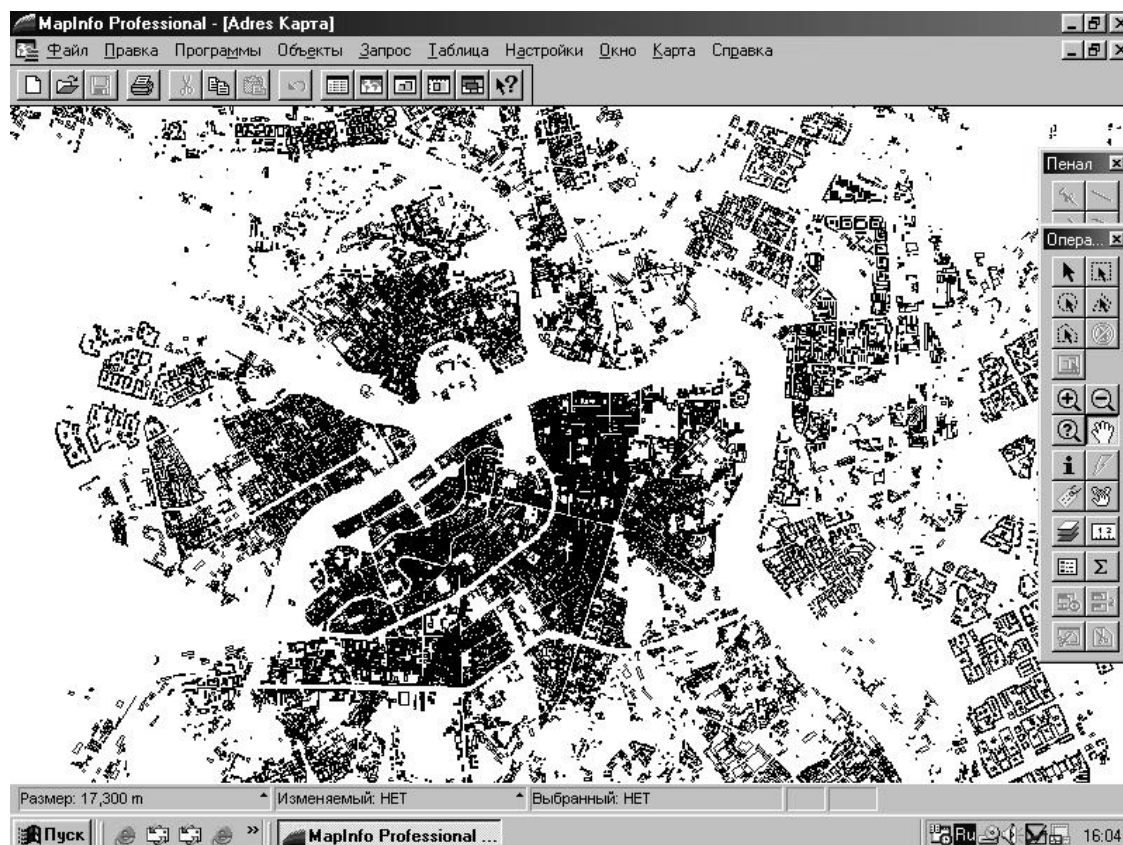 MapInfo Professional - [Adres Карта]
Файл Правка Программы Объекты Запрос Таблица Настройки Окно Карта Справка
Пенал
Опера...
Размер: 17,300 m Изменяемый: НЕТ Выбранный: НЕТ
Пуск » MapInfo Professional ... Ru 16:04